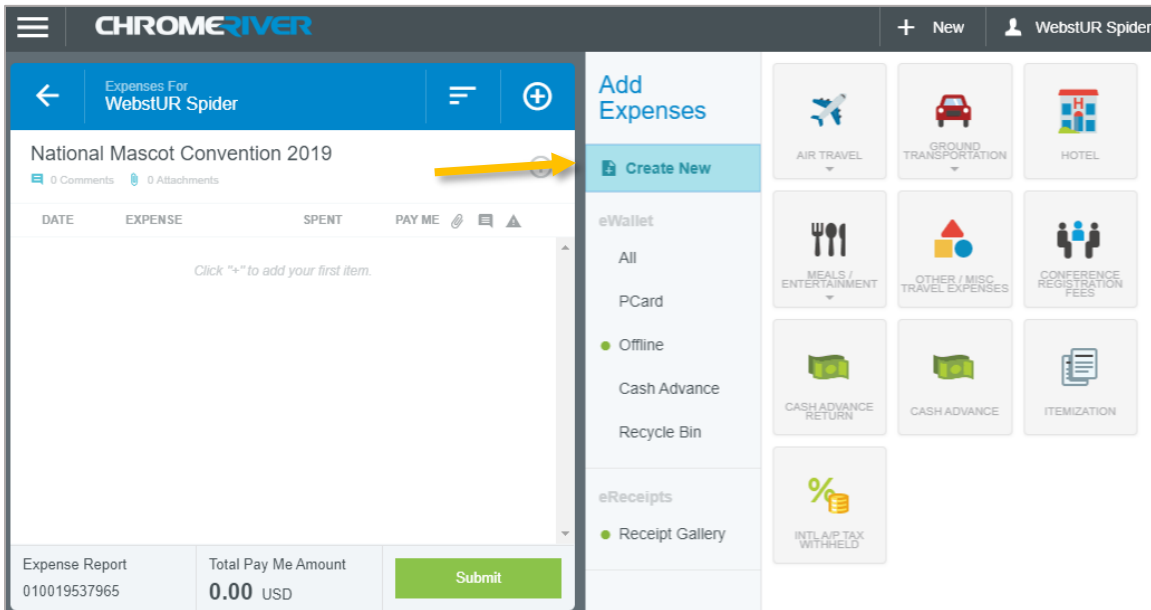 CHROMERIVER
+ New
WebstUR Spider
Expenses For
WebstUR Spider
National Mascot Convention 2019
0 Comments 0 Attachments
DATE EXPENSE SPENT PAY ME
Click "+" to add your first item.
Expense Report
010019537965
Total Pay Me Amount
0.00 USD
Submit
Add
Expenses
Create New
eWallet
All
PCard
Offline
Cash Advance
Recycle Bin
eReceipts
Receipt Gallery
AIR TRAVEL
GROUND
TRANSPORTATION
H
HOTEL
MEALS /
ENTERTAINMENT
OTHER / MISC
TRAVEL EXPENSES
CONFERENCE
REGISTRATION
FEES
CASH ADVANCE
RETURN
CASH ADVANCE
ITEMIZATION
%
INTL A/P TAX
WITHHELD